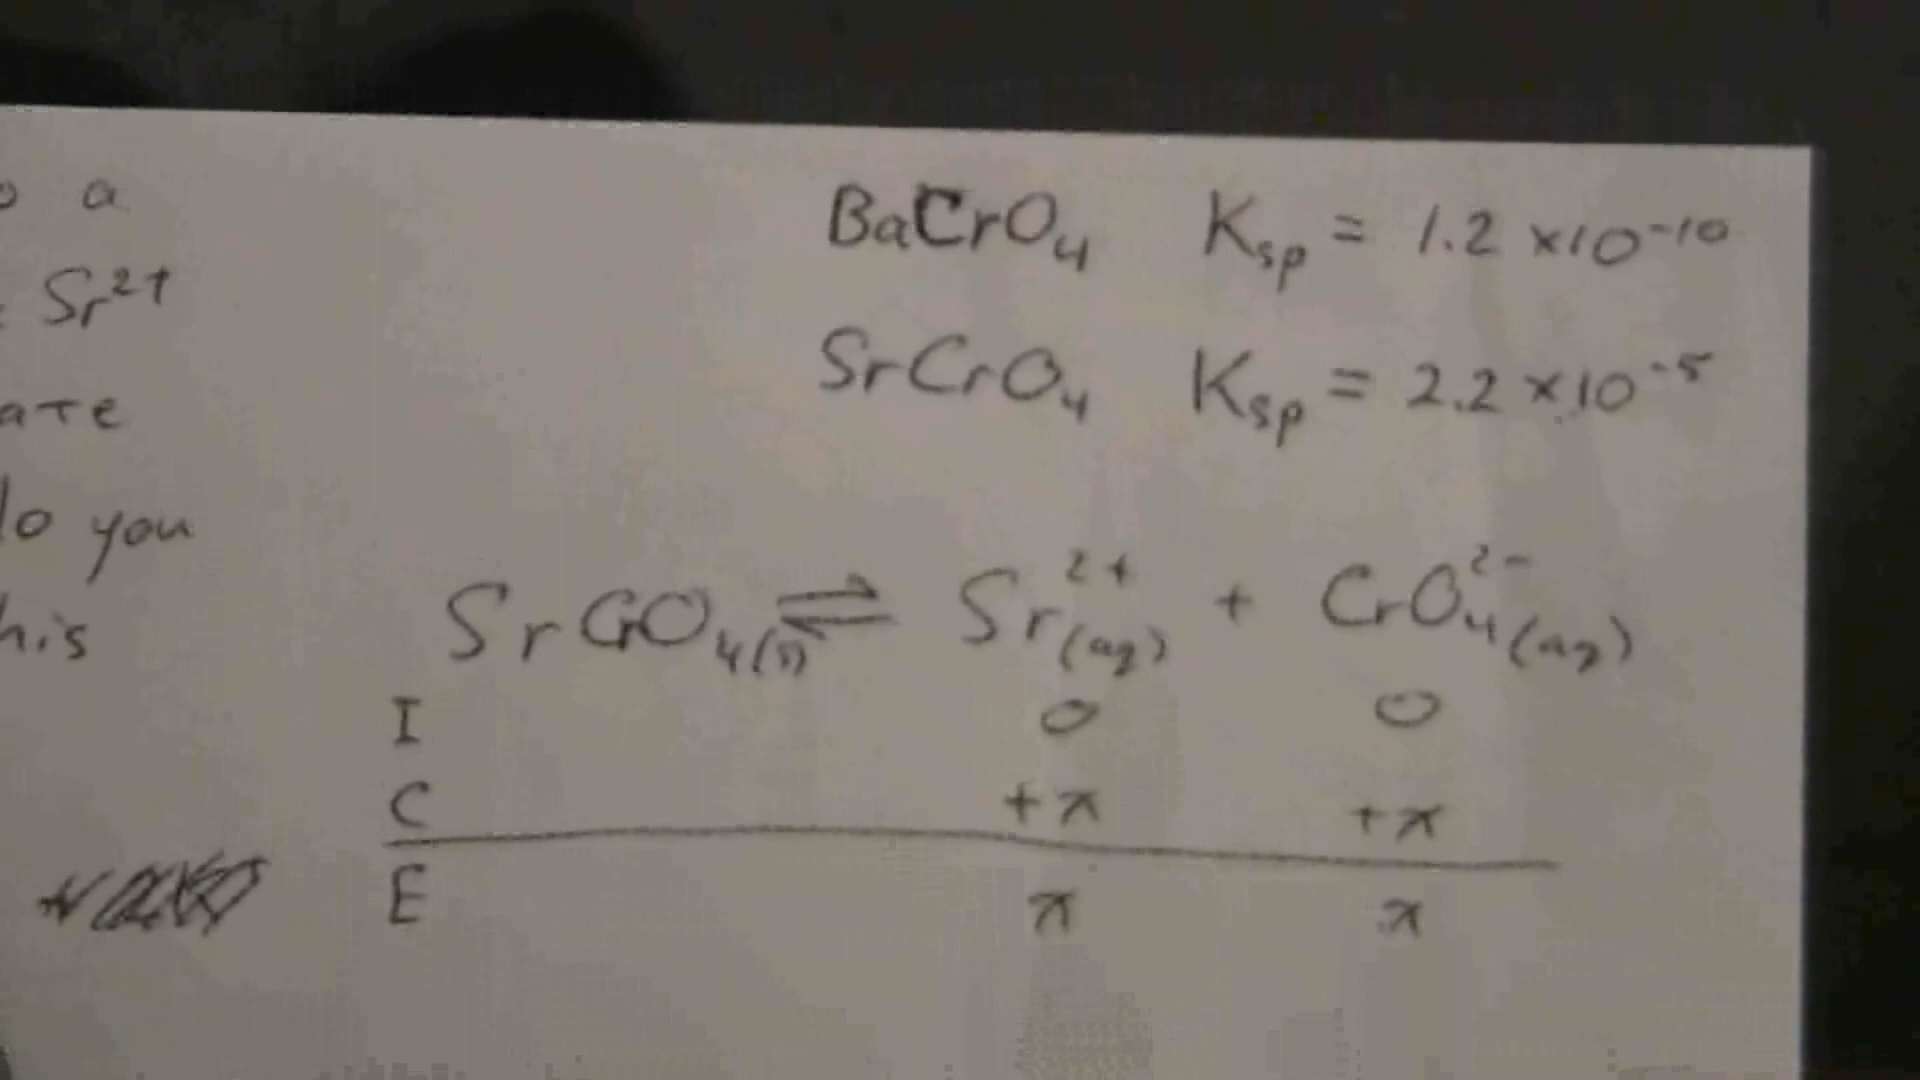 a
Sr²⁺
ate
do you
his
BaCrO₄ Ksp = 1.2 ×10⁻¹⁰
SrCrO₄ Ksp = 2.2 ×10⁻⁵
SrCrO₄(s) ⇌ Sr²⁺(aq) + CrO₄²⁻(aq)
I 0 0
C +x +x
E x x